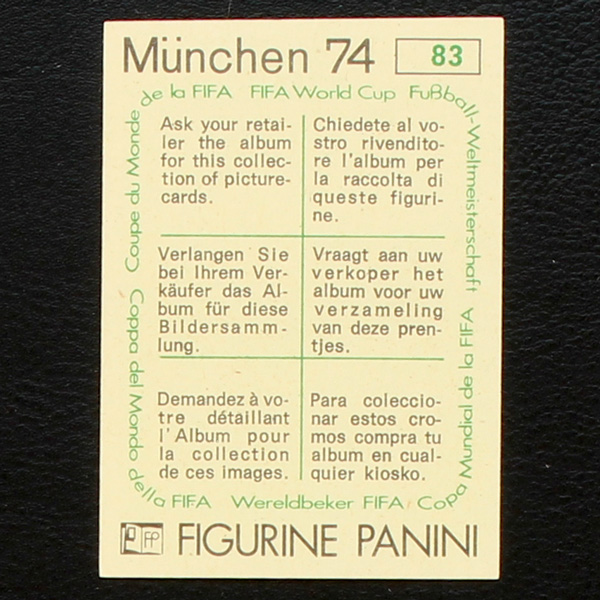 München 74 83
de la FIFA FIFA World Cup Fußball-Weltmeisterschaft
Ask your retai-
ler the album
for this collec-
tion of picture-
cards.
Chiedete al vo-
stro rivendito-
re l'album per
la raccolta di
queste figuri-
ne.
Verlangen Sie
bei Ihrem Ver-
käufer das Al-
bum für diese
Bildersamm-
lung.
Vraagt aan uw
verkoper het
album voor uw
verzameling
van deze pren-
tjes.
Demandez à vo-
tre détaillant
l'Album pour
la collection
de ces images.
Para coleccio-
nar estos cro-
mos compra tu
album en cual-
quier kiosko.
Coupe du Monde
Coppa del Mondo della FIFA Wereldbeker FIFA Copa Mundial de la FIFA
FP FIGURINE PANINI